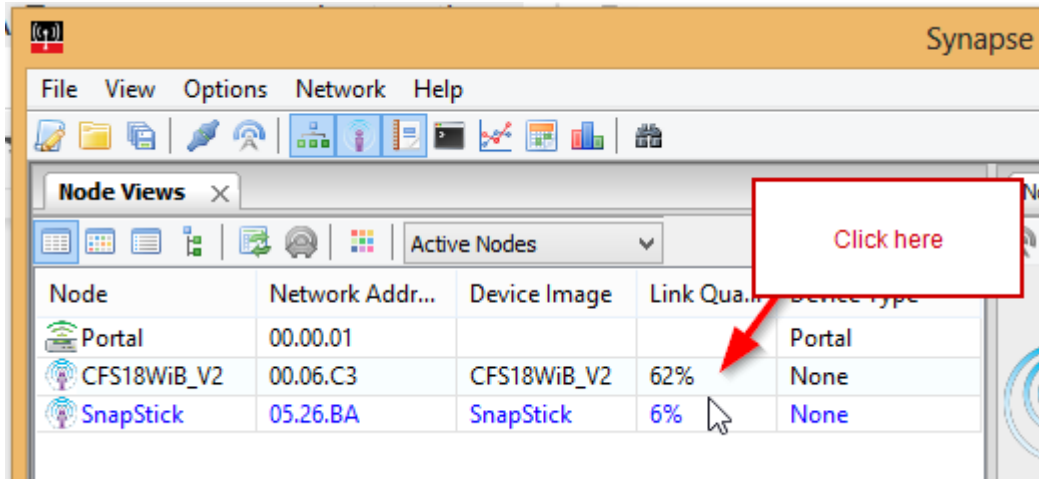 Synapse
File View Options Network Help
Node Views
Active Nodes
Click here
Node Network Addr... Device Image Link Qua... Device Type
Portal 00.00.01 Portal
CFS18WiB_V2 00.06.C3 CFS18WiB_V2 62% None
SnapStick 05.26.BA SnapStick 6% None